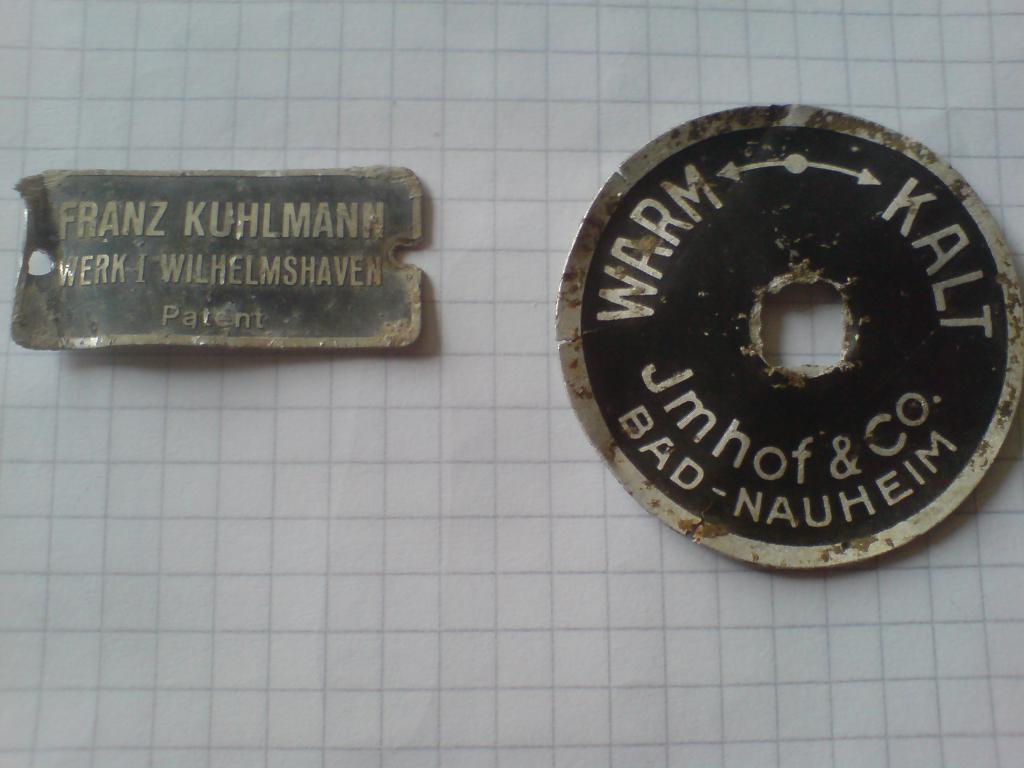 FRANZ KUHLMANN
WERK I WILHELMSHAVEN
Patent
WARM KALT
Jmhof & Co.
BAD-NAUHEIM